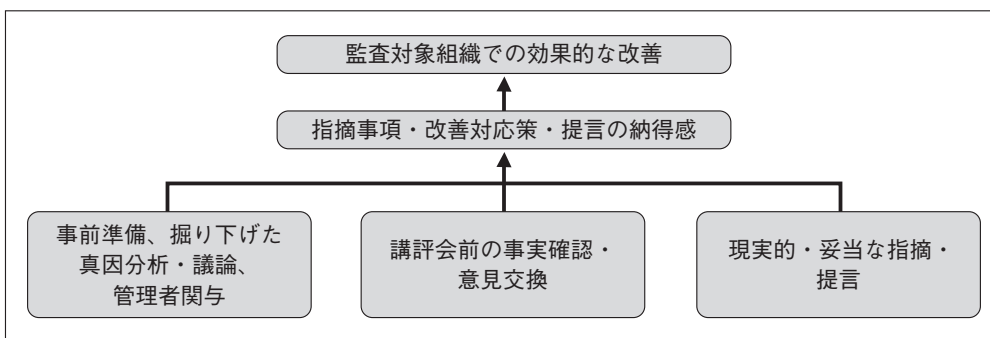 監査対象組織での効果的な改善
指摘事項・改善対応策・提言の納得感
事前準備、掘り下げた
真因分析・議論、
管理者関与
講評会前の事実確認・
意見交換
現実的・妥当な指摘・
提言